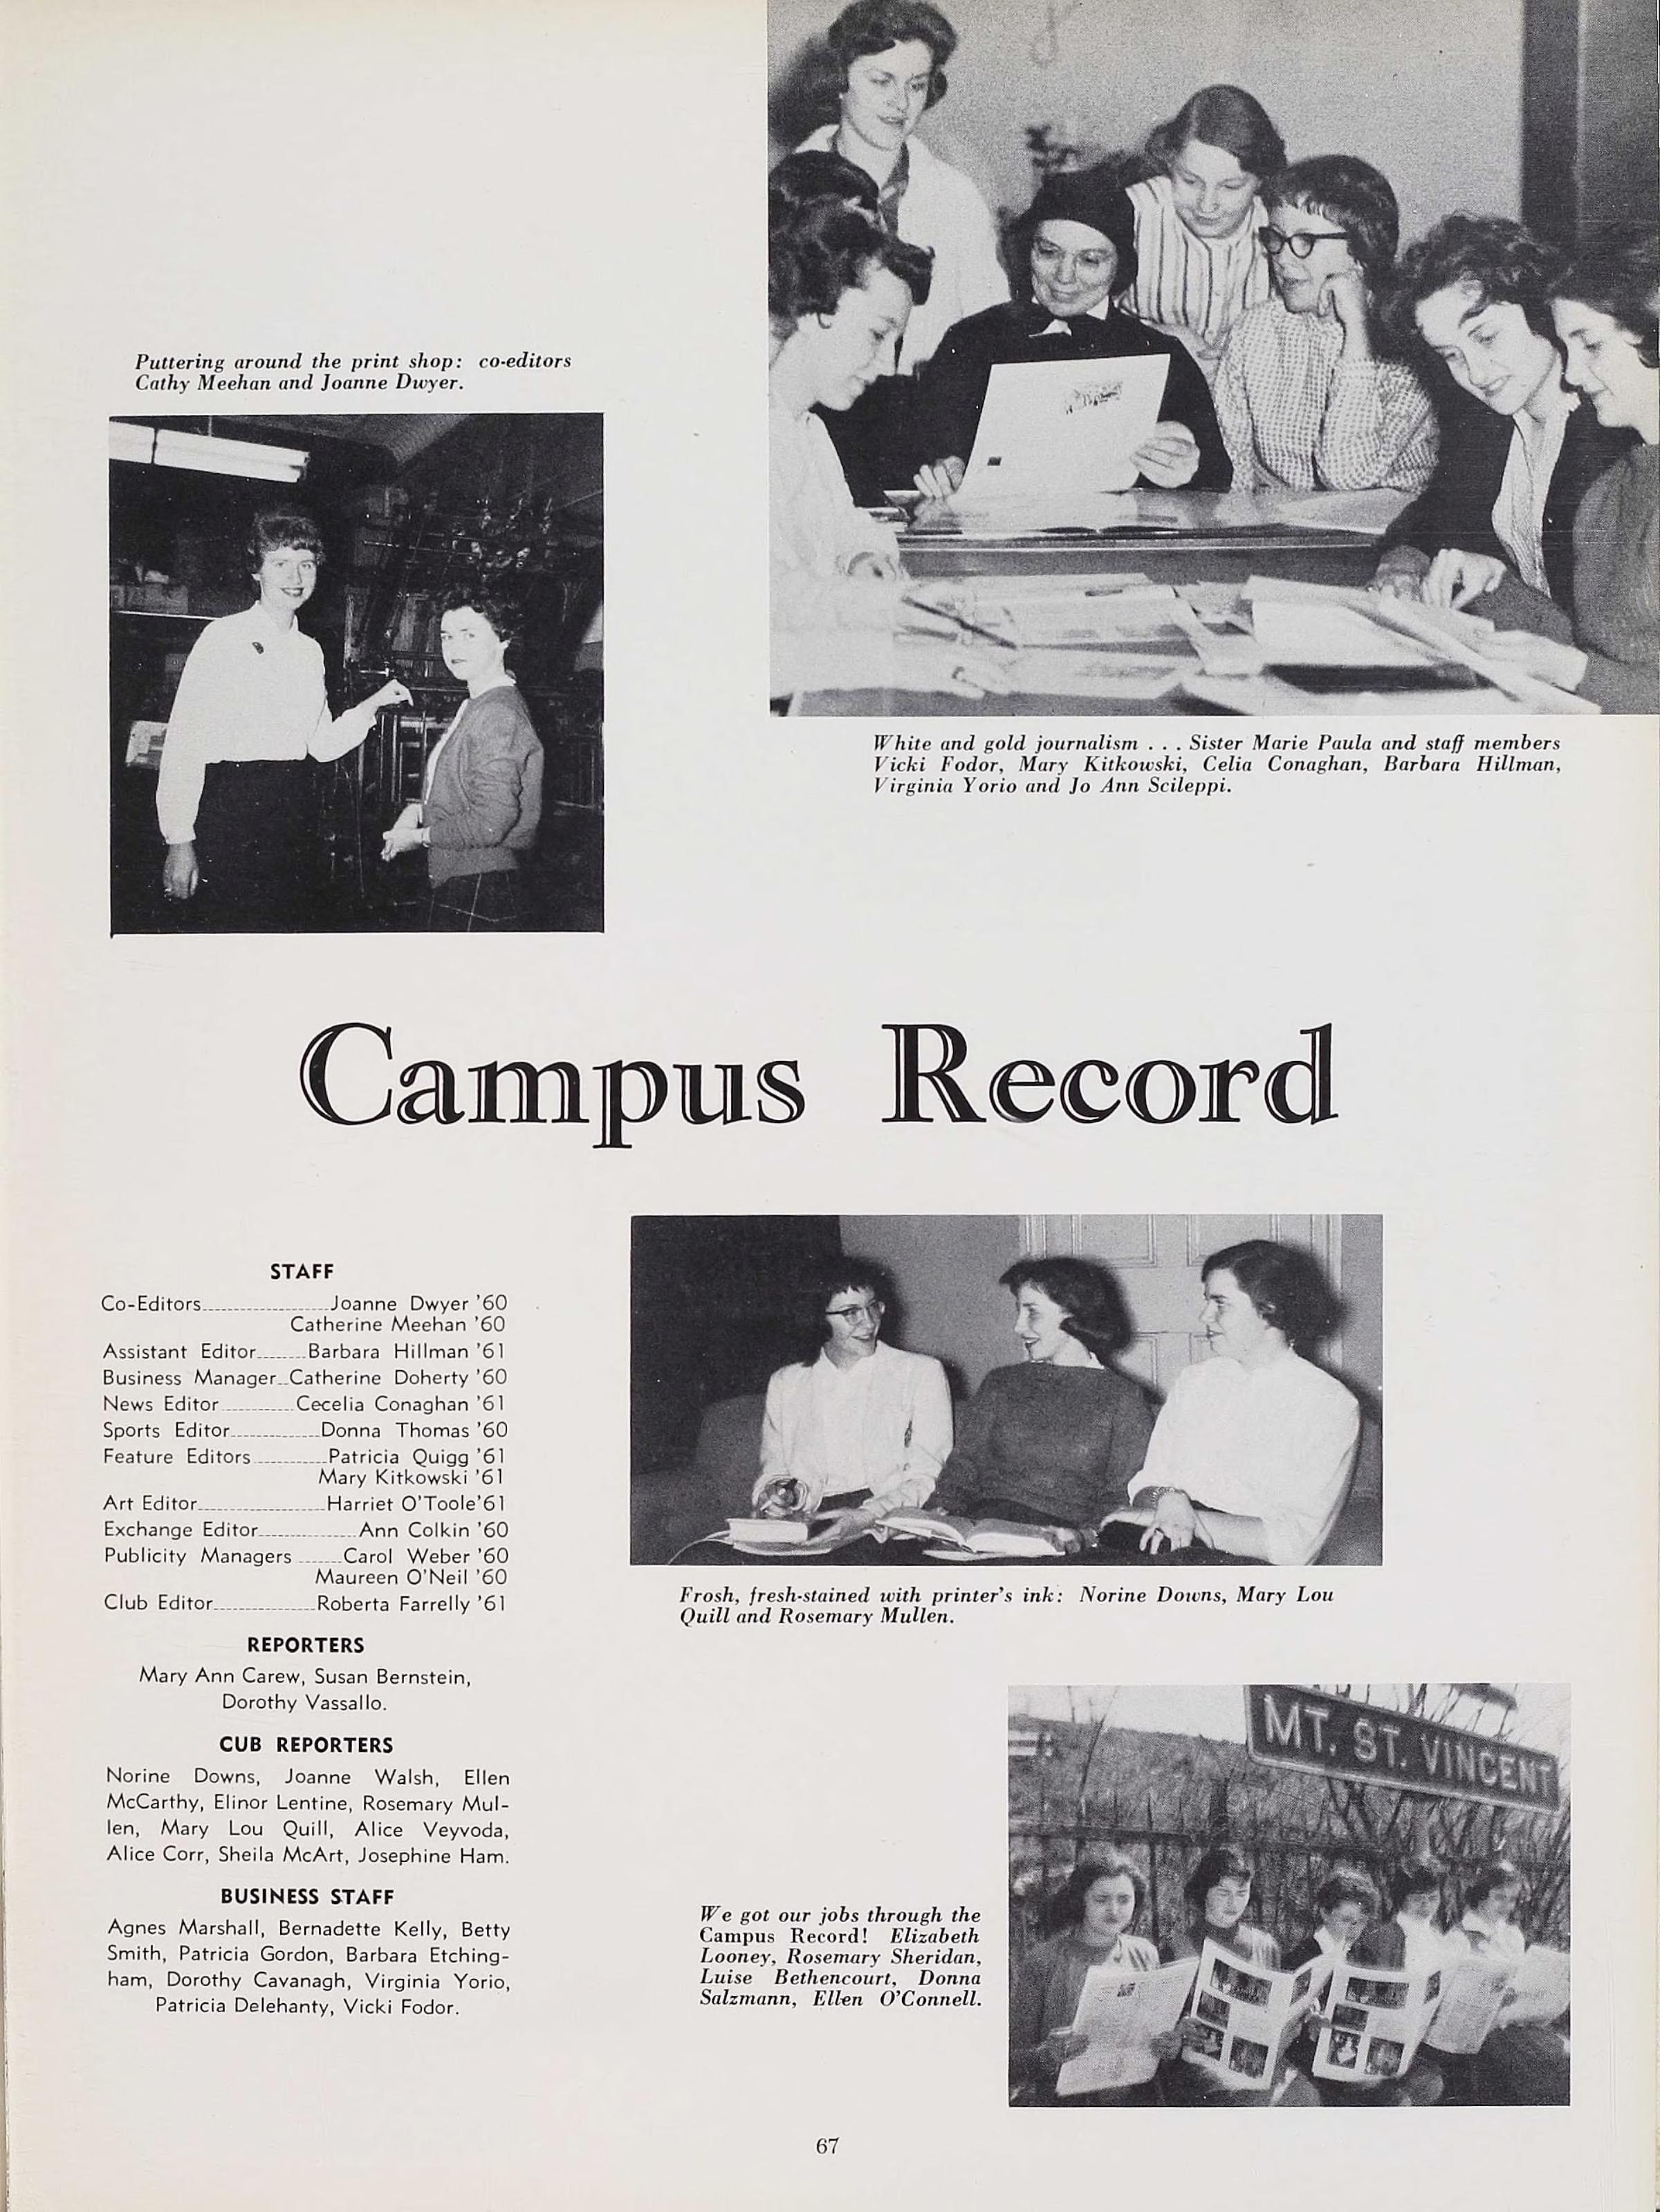 Puttering around the print shop: co-editors
Cathy Meehan and Joanne Dwyer.
White and gold journalism . . . Sister Marie Paula and staff members
Vicki Fodor, Mary Kitkowski, Celia Conaghan, Barbara Hillman,
Virginia Yorio and Jo Ann Scileppi.
Campus Record
STAFF
Co-Editors Joanne Dwyer '60
Catherine Meehan '60
Assistant Editor Barbara Hillman '61
Business Manager Catherine Doherty '60
News Editor Cecelia Conaghan '61
Sports Editor Donna Thomas '60
Feature Editors Patricia Quigg '61
Mary Kitkowski '61
Art Editor Harriet O'Toole'61
Exchange Editor Ann Colkin '60
Publicity Managers Carol Weber '60
Maureen O'Neil '60
Club Editor Roberta Farrelly '61
REPORTERS
Mary Ann Carew, Susan Bernstein,
Dorothy Vassallo.
CUB REPORTERS
Norine Downs, Joanne Walsh, Ellen
McCarthy, Elinor Lentine, Rosemary Mul-
len, Mary Lou Quill, Alice Veyvoda,
Alice Corr, Sheila McArt, Josephine Ham.
BUSINESS STAFF
Agnes Marshall, Bernadette Kelly, Betty
Smith, Patricia Gordon, Barbara Etching-
ham, Dorothy Cavanagh, Virginia Yorio,
Patricia Delehanty, Vicki Fodor.
Frosh, fresh-stained with printer's ink: Norine Downs, Mary Lou
Quill and Rosemary Mullen.
MT. ST. VINCENT
We got our jobs through the
Campus Record! Elizabeth
Looney, Rosemary Sheridan,
Luise Bethencourt, Donna
Salzmann, Ellen O'Connell.
67